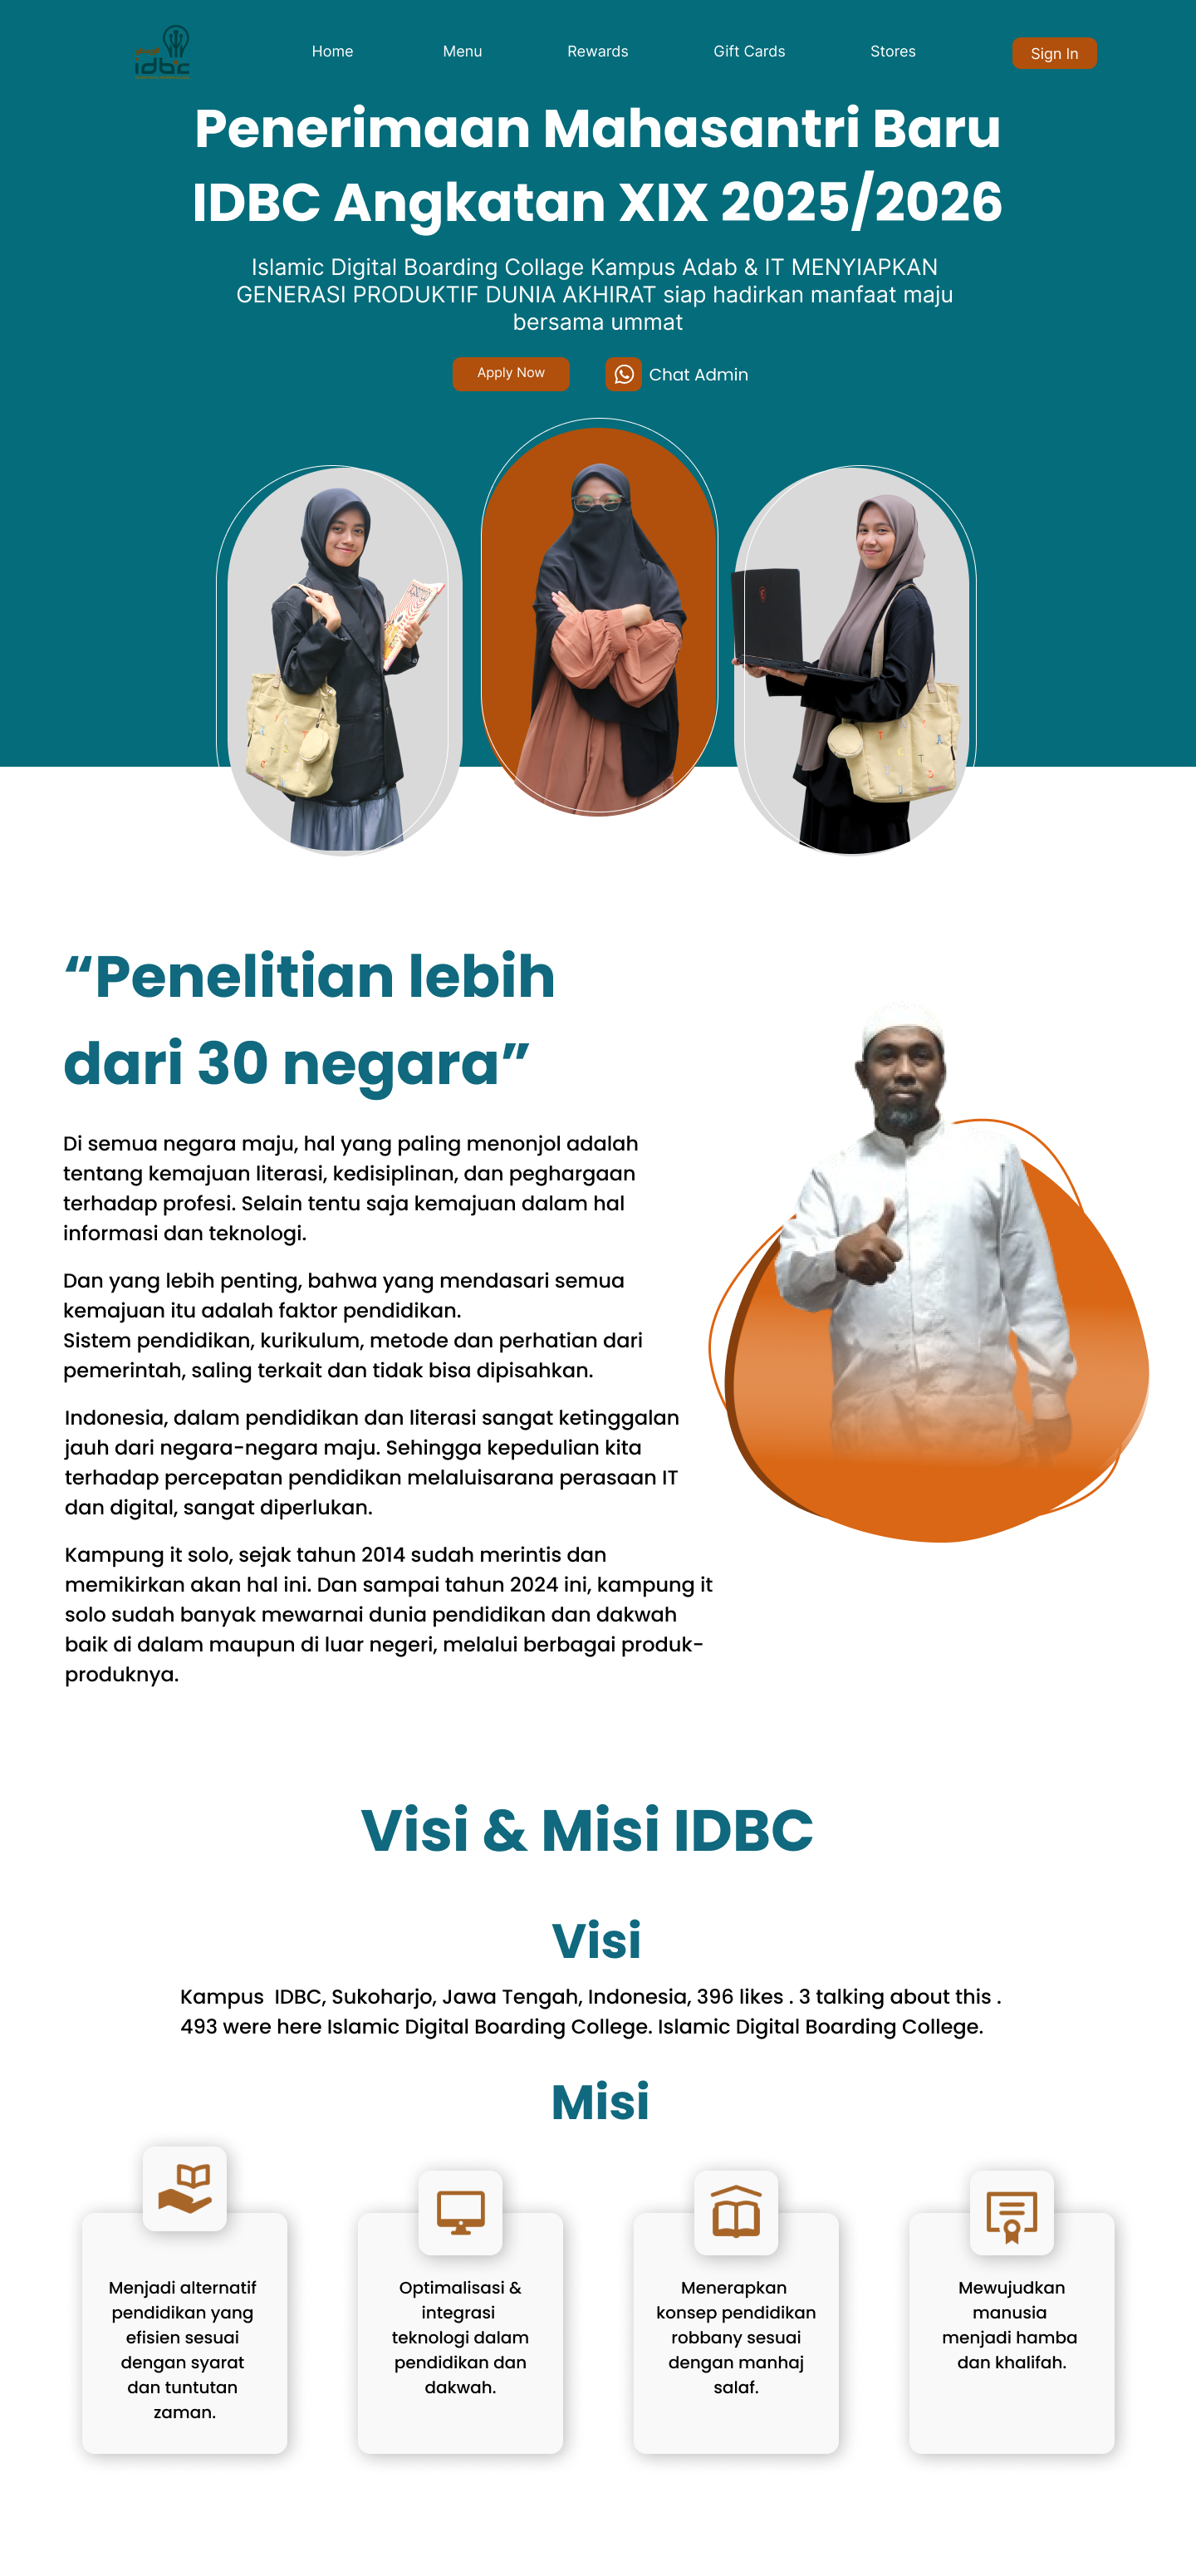 idbc
Home
Menu
Rewards
Gift Cards
Stores
Sign In
Penerimaan Mahasantri Baru
IDBC Angkatan XIX 2025/2026
Islamic Digital Boarding Collage Kampus Adab & IT MENYIAPKAN
GENERASI PRODUKTIF DUNIA AKHIRAT siap hadirkan manfaat maju
bersama ummat
Apply Now
Chat Admin
“Penelitian lebih
dari 30 negara”
Di semua negara maju, hal yang paling menonjol adalah
tentang kemajuan literasi, kedisiplinan, dan peghargaan
terhadap profesi. Selain tentu saja kemajuan dalam hal
informasi dan teknologi.
Dan yang lebih penting, bahwa yang mendasari semua
kemajuan itu adalah faktor pendidikan.
Sistem pendidikan, kurikulum, metode dan perhatian dari
pemerintah, saling terkait dan tidak bisa dipisahkan.
Indonesia, dalam pendidikan dan literasi sangat ketinggalan
jauh dari negara-negara maju. Sehingga kepedulian kita
terhadap percepatan pendidikan melaluisarana perasaan IT
dan digital, sangat diperlukan.
Kampung it solo, sejak tahun 2014 sudah merintis dan
memikirkan akan hal ini. Dan sampai tahun 2024 ini, kampung it
solo sudah banyak mewarnai dunia pendidikan dan dakwah
baik di dalam maupun di luar negeri, melalui berbagai produk-
produknya.
Visi & Misi IDBC
Visi
Kampus  IDBC, Sukoharjo, Jawa Tengah, Indonesia, 396 likes . 3 talking about this .
493 were here Islamic Digital Boarding College. Islamic Digital Boarding College.
Misi
Menjadi alternatif
pendidikan yang
efisien sesuai
dengan syarat
dan tuntutan
zaman.
Optimalisasi &
integrasi
teknologi dalam
pendidikan dan
dakwah.
Menerapkan
konsep pendidikan
robbany sesuai
dengan manhaj
salaf.
Mewujudkan
manusia
menjadi hamba
dan khalifah.